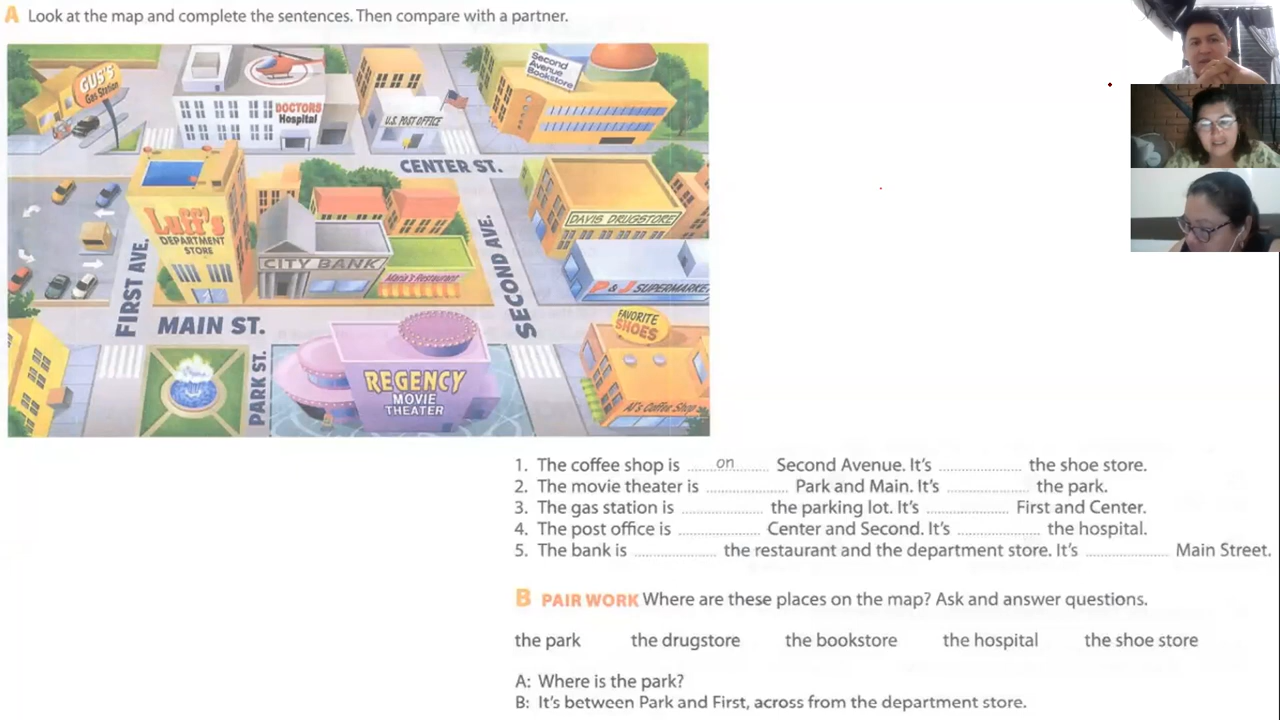 A Look at the map and complete the sentences. Then compare with a partner.
GUS'S
Gas Station
DOCTORS
Hospital
U.S. POST OFFICE
Second
Avenue
Bookstore
CENTER ST.
Luff's
DEPARTMENT
STORE
CITY BANK
Maria's Restaurant
DAVIS DRUGSTORE
P & J SUPERMARKET
FIRST AVE.
SECOND AVE.
MAIN ST.
PARK ST.
REGENCY
MOVIE
THEATER
FAVORITE
SHOES
Al's Coffee Shop
1. The coffee shop is ......on...... Second Avenue. It's .................. the shoe store.
2. The movie theater is .................. Park and Main. It's .................. the park.
3. The gas station is .................. the parking lot. It's .................. First and Center.
4. The post office is .................. Center and Second. It's .................. the hospital.
5. The bank is .................. the restaurant and the department store. It's .................. Main Street.
B PAIR WORK Where are these places on the map? Ask and answer questions.
the park the drugstore the bookstore the hospital the shoe store
A: Where is the park?
B: It's between Park and First, across from the department store.